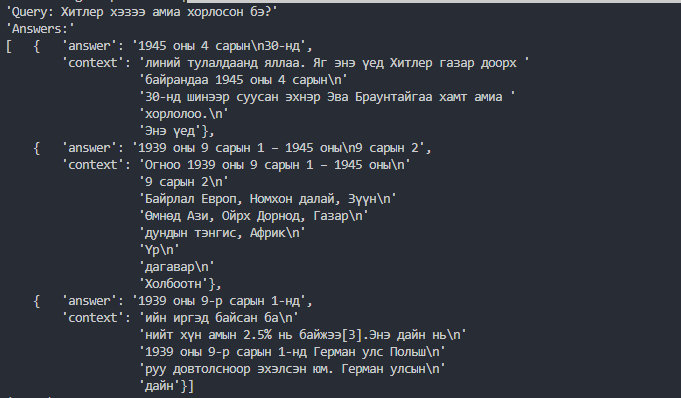 'Query: Хитлер хэзээ амиа хорлосон бэ?'
'Answers:'
[   {   'answer': '1945 оны 4 сарын\n30-нд',
        'context': 'линий тулалдаанд яллаа. Яг энэ үед Хитлер газар доорх '
                   'байрандаа 1945 оны 4 сарын\n'
                   '30-нд шинээр суусан эхнэр Эва Браунтайгаа хамт амиа '
                   'хорлолоо.\n'
                   'Энэ үед'},
    {   'answer': '1939 оны 9 сарын 1 – 1945 оны\n9 сарын 2',
        'context': 'Огноо 1939 оны 9 сарын 1 – 1945 оны\n'
                   '9 сарын 2\n'
                   'Байрлал Европ, Номхон далай, Зүүн\n'
                   'Өмнөд Ази, Ойрх Дорнод, Газар\n'
                   'дундын тэнгис, Африк\n'
                   'Үр\n'
                   'дагавар\n'
                   'Холбоотн'},
    {   'answer': '1939 оны 9-р сарын 1-нд',
        'context': 'ийн иргэд байсан ба\n'
                   'нийт хүн амын 2.5% нь байжээ[3].Энэ дайн нь\n'
                   '1939 оны 9-р сарын 1-нд Герман улс Польш\n'
                   'руу довтолсноор эхэлсэн юм. Герман улсын\n'
                   'дайн'}]